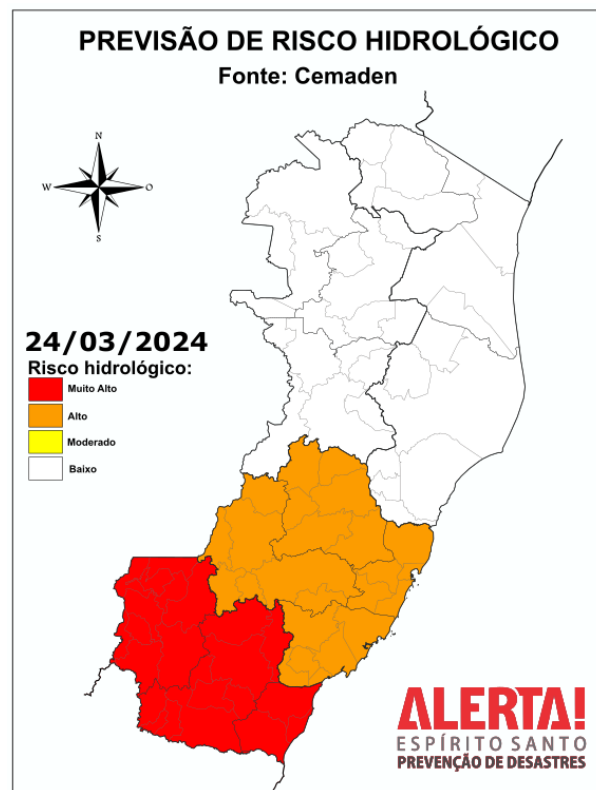 PREVISÃO DE RISCO HIDROLÓGICO
Fonte: Cemaden
N
W O
S
24/03/2024
Risco hidrológico:
Muito Alto
Alto
Moderado
Baixo
ALERTA!
ESPÍRITO SANTO
PREVENÇÃO DE DESASTRES